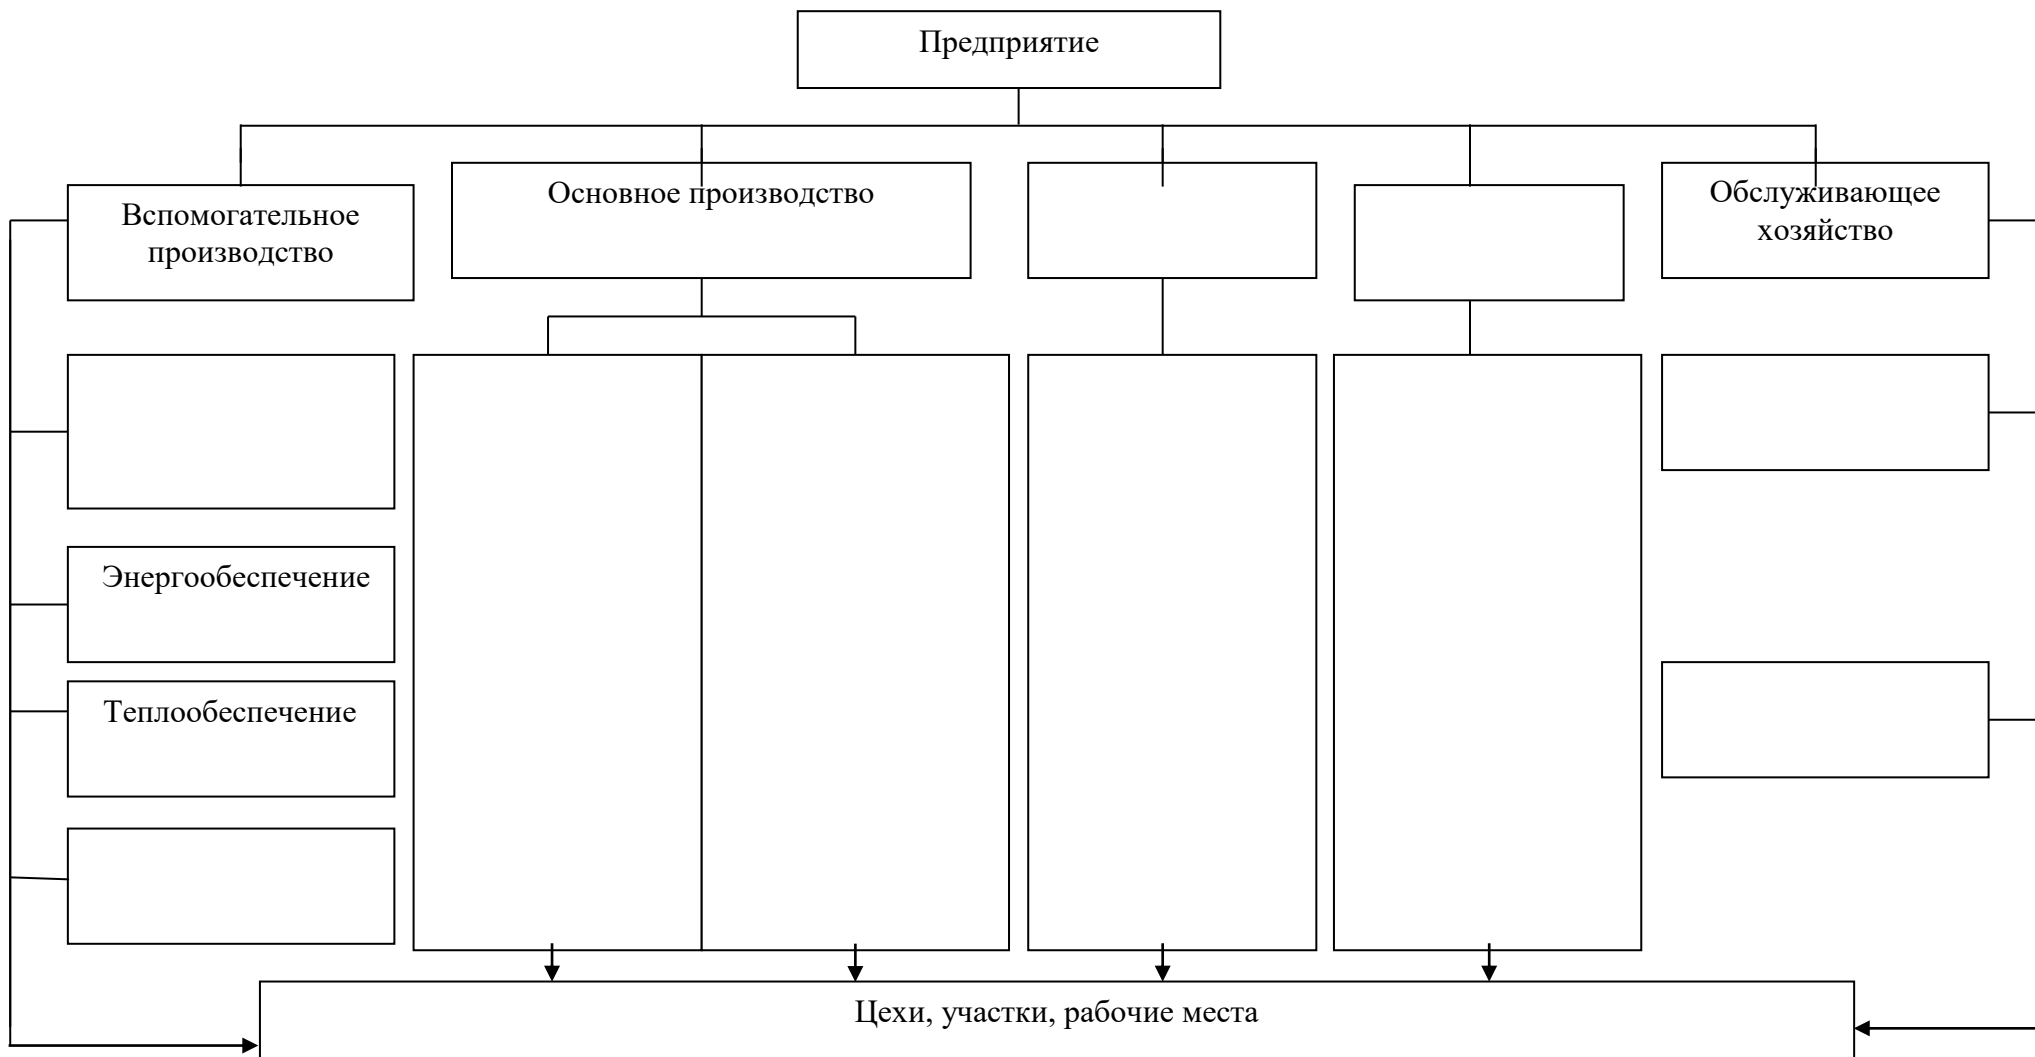 Предприятие
Вспомогательное
производство
Основное производство
Обслуживающее
хозяйство
Энергообеспечение
Теплообеспечение
Цехи, участки, рабочие места